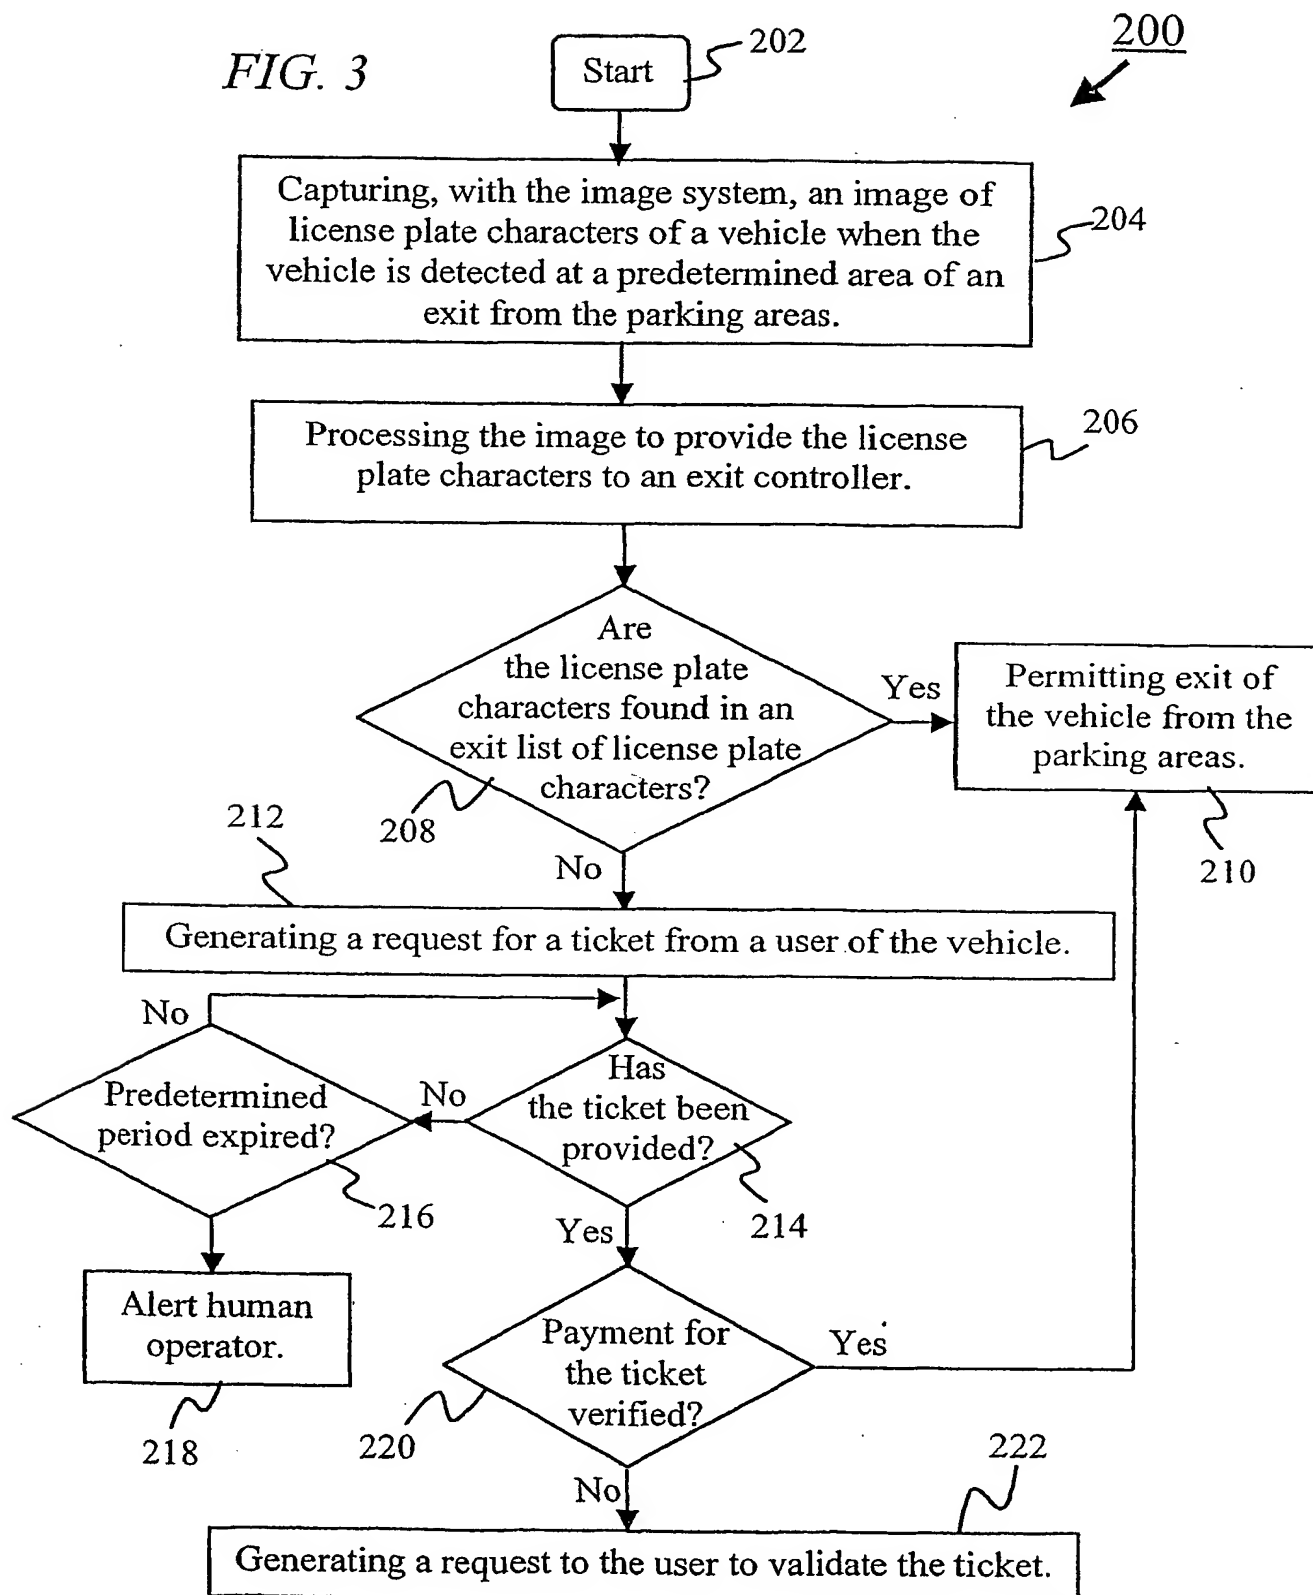 FIG. 3
Start
202
200
Capturing, with the image system, an image of
license plate characters of a vehicle when the
vehicle is detected at a predetermined area of an
exit from the parking areas.
204
Processing the image to provide the license
plate characters to an exit controller.
206
Are
the license plate
characters found in an
exit list of license plate
characters?
208
Yes
Permitting exit of
the vehicle from the
parking areas.
210
No
212
Generating a request for a ticket from a user of the vehicle.
No
Predetermined
period expired?
216
No
Has
the ticket been
provided?
214
Yes
Alert human
operator.
218
Payment for
the ticket
verified?
220
Yes
No
222
Generating a request to the user to validate the ticket.